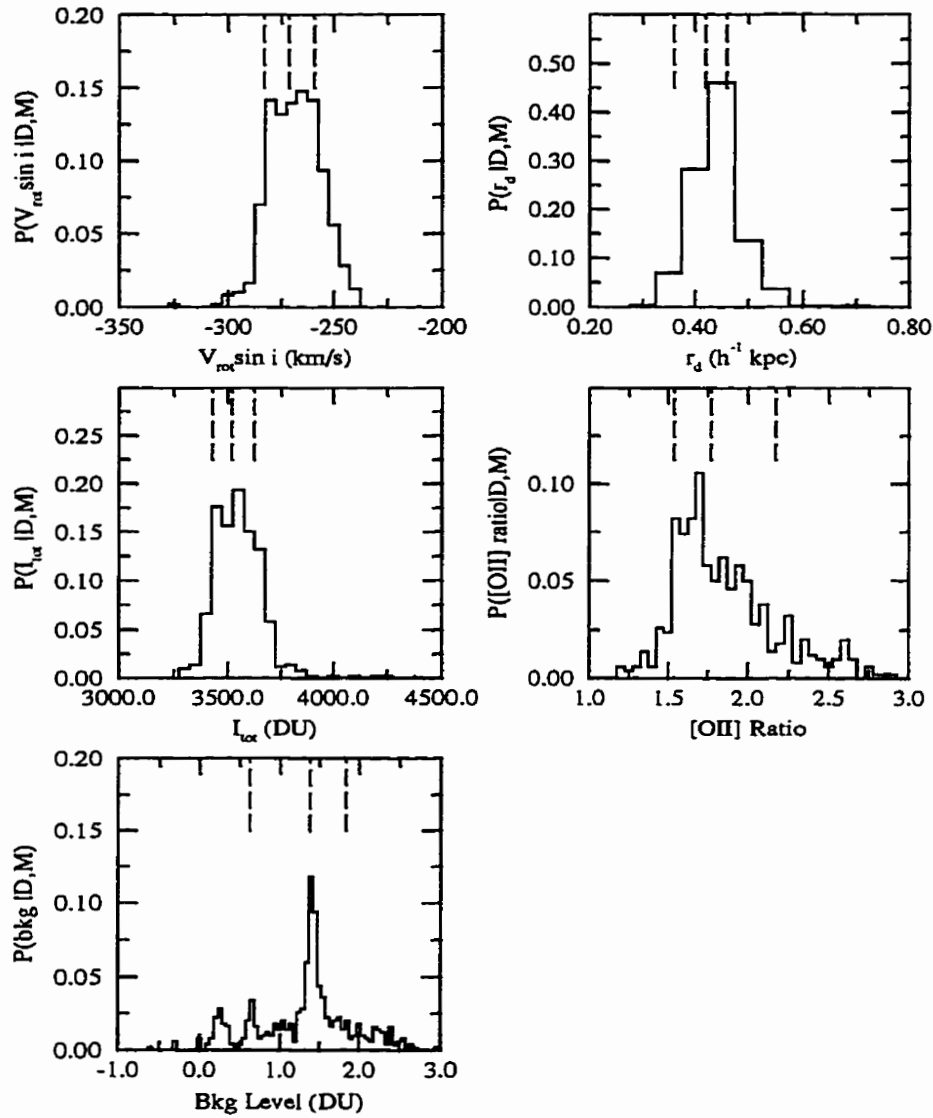 0.20
0.15
0.10
0.05
0.00
P(V_rot sin i |D,M)
-350 -300 -250 -200
V_rot sin i (km/s)
0.50
0.40
0.30
0.20
0.10
0.00
P(r_d |D,M)
0.20 0.40 0.60 0.80
r_d (h^-1 kpc)
0.25
0.20
0.15
0.10
0.05
0.00
P(I_tot |D,M)
3000.0 3500.0 4000.0 4500.0
I_tot (DU)
0.10
0.05
0.00
P([OII] ratio|D,M)
1.0 1.5 2.0 2.5 3.0
[OII] Ratio
0.20
0.15
0.10
0.05
0.00
P(bkg |D,M)
-1.0 0.0 1.0 2.0 3.0
Bkg Level (DU)